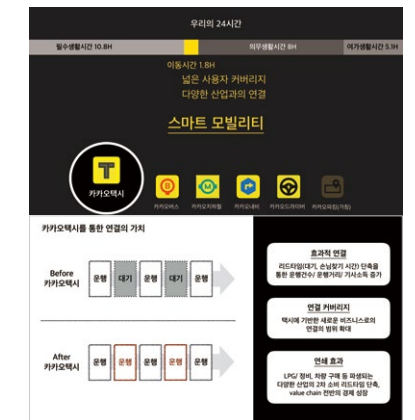 우리의 24시간
필수생활시간 10.8H
의무생활시간 8H
여가생활시간 5.1H
이동시간 1.8H
넓은 사용자 커버리지
다양한 산업과의 연결
스마트 모빌리티
T
카카오택시
B
카카오버스
M
카카오지하철
카카오내비
카카오드라이버
카카오파킹(가칭)
카카오택시를 통한 연결의 가치
Before
카카오택시
운행
대기
운행
대기
운행
After
카카오택시
운행
운행
운행
운행
운행
효과적 연결
리드타임(대기, 손님찾기 시간) 단축을
통한 운행건수/ 운행거리/ 기사소득 증가
연결 커버리지
택시에 기반한 새로운 비즈니스로의
연결의 범위 확대
연쇄 효과
LPG/ 정비, 차량 구매 등 파생되는
다양한 산업의 2차 소비 리드타임 단축,
value chain 전반의 경제 성장